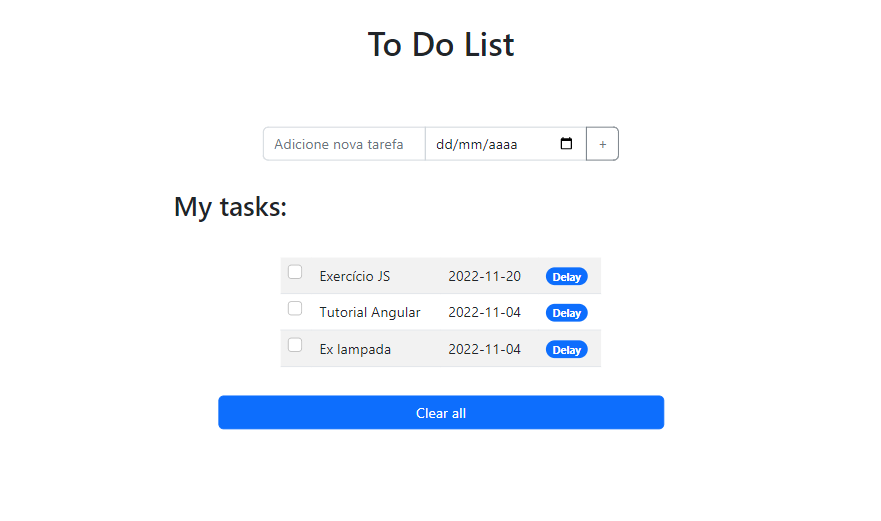 To Do List
Adicione nova tarefa dd/mm/aaaa +
My tasks:
Exercício JS 2022-11-20 Delay
Tutorial Angular 2022-11-04 Delay
Ex lampada 2022-11-04 Delay
Clear all